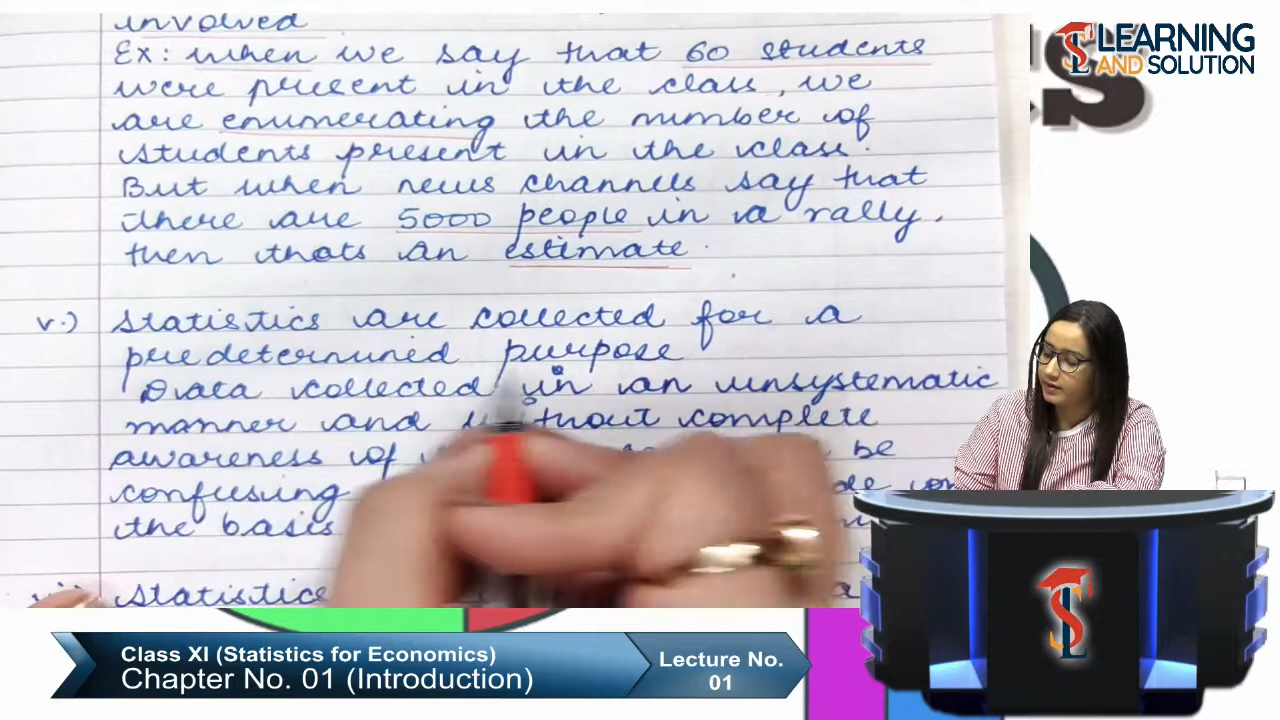 involved
Ex: when we say that 60 students
were present in the class, we
are enumerating the number of
students present in the class.
But when news channels say that
there are 5000 people in a rally,
then thats an estimate.
v.) Statistics are collected for a
predetermined purpose
Data collected in an unsystematic
manner and without complete
awareness of be
confusing
the basis
Statistics
LEARNING
AND SOLUTION
Class XI (Statistics for Economics)
Chapter No. 01 (Introduction)
Lecture No.
01